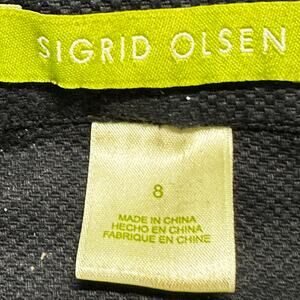 SIGRID OLSEN
8
MADE IN CHINA
HECHO EN CHINA
FABRIQUE EN CHINE